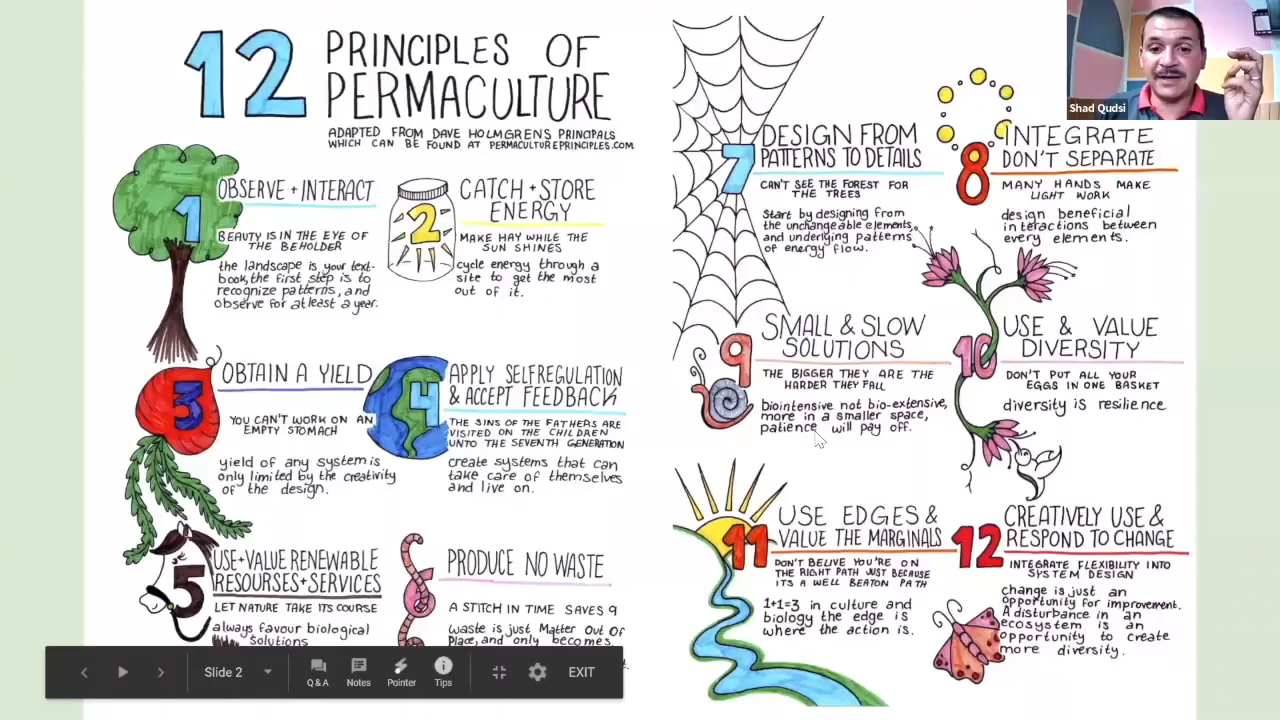 12 PRINCIPLES OF
PERMACULTURE
ADAPTED FROM DAVE HOLMGRENS PRINCIPALS
WHICH CAN BE FOUND AT PERMACULTUREPRINCIPLES.COM
1
OBSERVE + INTERACT
BEAUTY IS IN THE EYE OF
THE BEHOLDER
the landscape is your text-
book, the first step is to
recognize patterns, and
observe for at least a year.
2
CATCH + STORE
ENERGY
MAKE HAY WHILE THE
SUN SHINES
cycle energy through a
site to get the most
out of it.
3
OBTAIN A YIELD
YOU CAN'T WORK ON AN
EMPTY STOMACH
yield of any system is
only limited by the creativity
of the design.
4
APPLY SELFREGULATION
& ACCEPT FEEDBACK
THE SINS OF THE FATHERS ARE
VISITED ON THE CHILDREN
UNTO THE SEVENTH GENERATION
create systems that can
take care of themselves
and live on.
5
USE+VALUE RENEWABLE
RESOURSES+SERVICES
LET NATURE TAKE ITS COURSE
always favour biological
solutions
6
PRODUCE NO WASTE
A STITCH IN TIME SAVES 9
waste is just Matter Out Of
Place, and only becomes
7
DESIGN FROM
PATTERNS TO DETAILS
CAN'T SEE THE FOREST FOR
THE TREES
Start by designing from
the unchangeable elements,
and underlying patterns
of energy flow.
8
INTEGRATE
DON'T SEPARATE
MANY HANDS MAKE
LIGHT WORK
design beneficial
interactions between
every elements.
9
SMALL & SLOW
SOLUTIONS
THE BIGGER THEY ARE THE
HARDER THEY FALL
biointensive not bio-extensive,
more in a smaller space,
patience will pay off.
10
USE & VALUE
DIVERSITY
DON'T PUT ALL YOUR
EGGS IN ONE BASKET
diversity is resilience
11
USE EDGES &
VALUE THE MARGINALS
DON'T BELIVE YOU'RE ON
THE RIGHT PATH JUST BECAUSE
ITS A WELL BEATON PATH
1+1=3 in culture and
biology the edge is
where the action is.
12
CREATIVELY USE &
RESPOND TO CHANGE
INTEGRATE FLEXIBILITY INTO
SYSTEM DESIGN
change is just an
opportunity for improvement.
A disturbance in an
ecosystem is an
opportunity to create
more diversity.
Shad Qudsi
Slide 2
Q & A
Notes
Pointer
Tips
EXIT